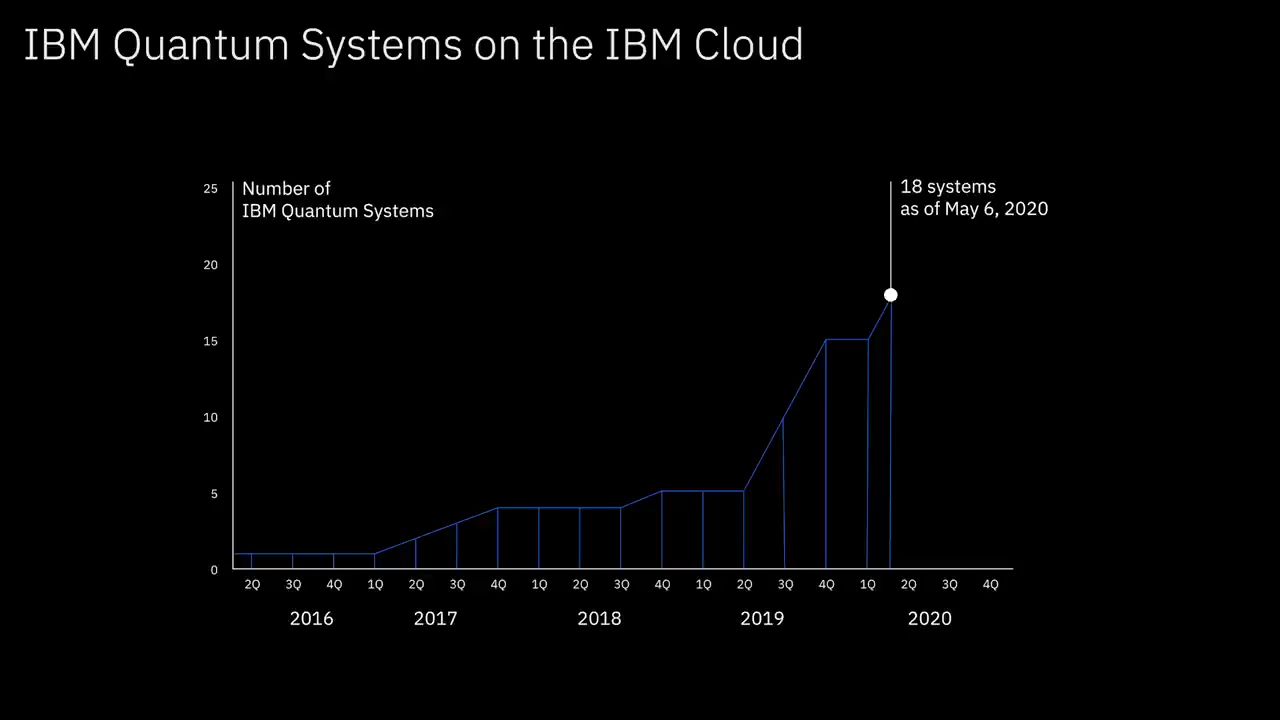 IBM Quantum Systems on the IBM Cloud
25
Number of
IBM Quantum Systems
18 systems
as of May 6, 2020
20
15
10
5
0
2Q 3Q 4Q 1Q 2Q 3Q 4Q 1Q 2Q 3Q 4Q 1Q 2Q 3Q 4Q 1Q 2Q 3Q 4Q
2016 2017 2018 2019 2020